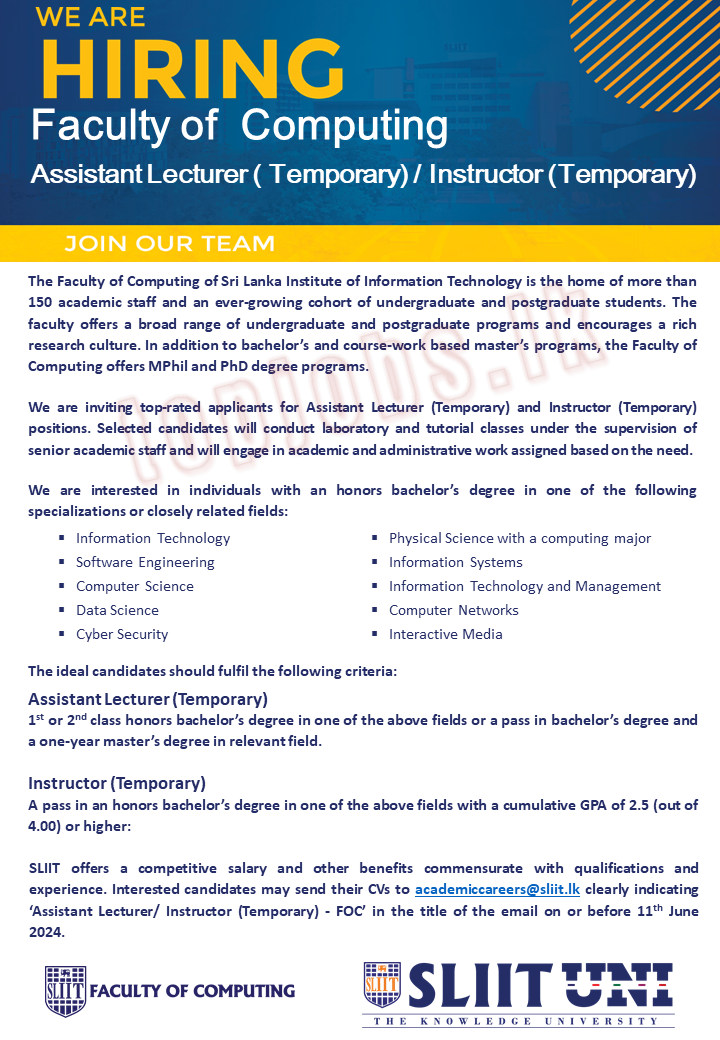 WE ARE
HIRING
Faculty of Computing
Assistant Lecturer ( Temporary) / Instructor (Temporary)
JOIN OUR TEAM
The Faculty of Computing of Sri Lanka Institute of Information Technology is the home of more than
150 academic staff and an ever-growing cohort of undergraduate and postgraduate students. The
faculty offers a broad range of undergraduate and postgraduate programs and encourages a rich
research culture. In addition to bachelor's and course-work based master's programs, the Faculty of
Computing offers MPhil and PhD degree programs.
We are inviting top-rated applicants for Assistant Lecturer (Temporary) and Instructor (Temporary)
positions. Selected candidates will conduct laboratory and tutorial classes under the supervision of
senior academic staff and will engage in academic and administrative work assigned based on the need.
We are interested in individuals with an honors bachelor's degree in one of the following
specializations or closely related fields:
▪ Information Technology
▪ Software Engineering
▪ Computer Science
▪ Data Science
▪ Cyber Security
▪ Physical Science with a computing major
▪ Information Systems
▪ Information Technology and Management
▪ Computer Networks
▪ Interactive Media
The ideal candidates should fulfil the following criteria:
Assistant Lecturer (Temporary)
1st or 2nd class honors bachelor's degree in one of the above fields or a pass in bachelor's degree and
a one-year master's degree in relevant field.
Instructor (Temporary)
A pass in an honors bachelor's degree in one of the above fields with a cumulative GPA of 2.5 (out of
4.00) or higher:
SLIIT offers a competitive salary and other benefits commensurate with qualifications and
experience. Interested candidates may send their CVs to academiccareers@sliit.lk clearly indicating
'Assistant Lecturer/ Instructor (Temporary) - FOC' in the title of the email on or before 11th June
2024.
topjobs.lk
SLIIT
FACULTY OF COMPUTING
SLIIT
SLIIT UNI
THE KNOWLEDGE UNIVERSITY